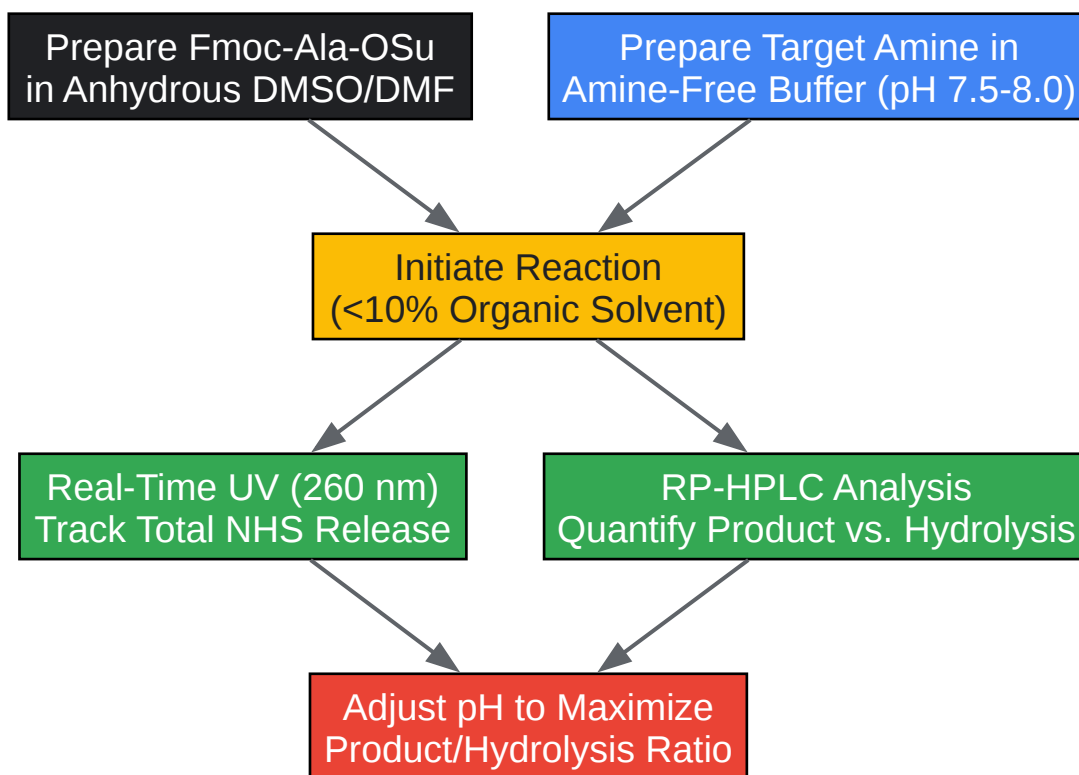 Prepare Fmoc-Ala-OSu
in Anhydrous DMSO/DMF
Prepare Target Amine in
Amine-Free Buffer (pH 7.5-8.0)
Initiate Reaction
(<10% Organic Solvent)
Real-Time UV (260 nm)
Track Total NHS Release
RP-HPLC Analysis
Quantify Product vs. Hydrolysis
Adjust pH to Maximize
Product/Hydrolysis Ratio